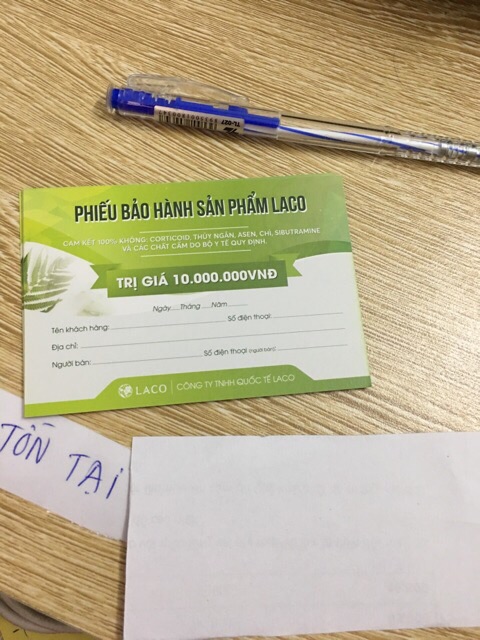 PHIẾU BẢO HÀNH SẢN PHẨM LACO
CAM KẾT 100% KHÔNG: CORTICOID, THỦY NGÂN, ASEN, CHÌ, SIBUTRAMINE
VÀ CÁC CHẤT CẤM DO BỘ Y TẾ QUY ĐỊNH.
TRỊ GIÁ 10.000.000VNĐ
Ngày.....Tháng.....Năm..........
Tên khách hàng: Số điện thoại:
Địa chỉ:
Người bán: Số điện thoại (người bán):
LACO | CÔNG TY TNHH QUỐC TẾ LACO
TỒN TẠI